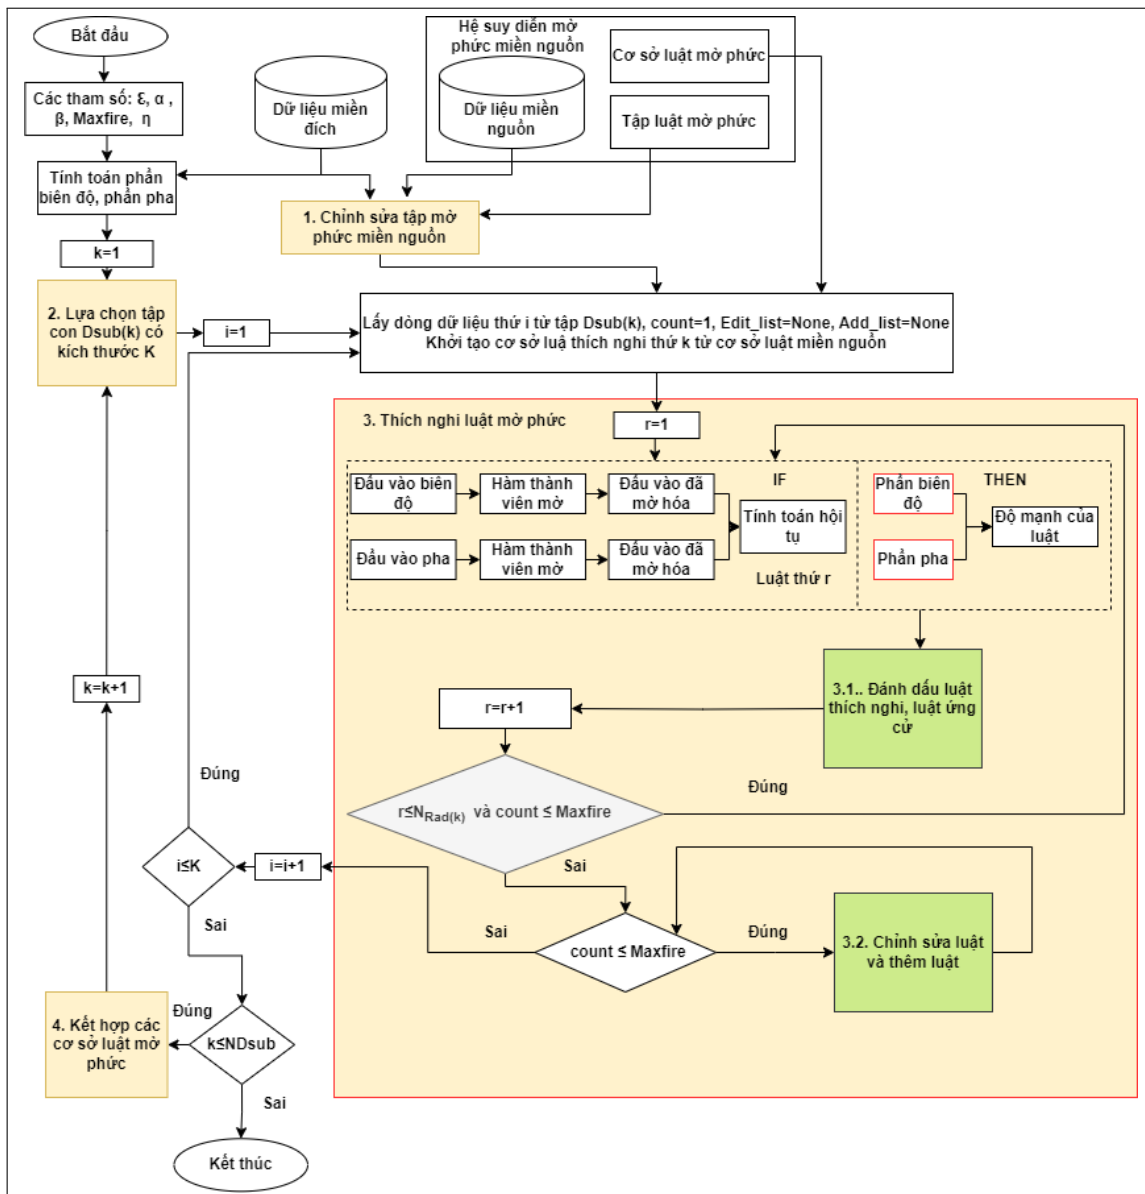 Bắt đầu
Các tham số: Ɛ, α ,
β, Maxfire, η
Tính toán phần
biên độ, phần pha
k=1
2. Lựa chọn tập
con Dsub(k) có
kích thước K
i=1
Dữ liệu miền
đích
Hệ suy diễn mờ
phức miền nguồn
Dữ liệu miền
nguồn
Cơ sở luật mờ phức
Tập luật mờ phức
1. Chỉnh sửa tập mờ
phức miền nguồn
Lấy dòng dữ liệu thứ i từ tập Dsub(k), count=1, Edit_list=None, Add_list=None
Khởi tạo cơ sở luậ thích nghi thứ k từ cơ sở luật miền nguồn
3. Thích nghi luật mờ phức
r=1
Đầu vào biên
độ
Hàm thành
viên mờ
Đầu vào đã
mờ hóa
IF
Tính toán hội
tụ
Đầu vào pha
Hàm thành
viên mờ
Đầu vào đã
mờ hóa
Luật thứ r
THEN
Phần biên
độ
Phần pha
Độ mạnh của
luật
3.1.. Đánh dấu luật
thích nghi, luật ứng
cử
r=r+1
r≤N_Rad(k) và count ≤ Maxfire
Đúng
Sai
count ≤ Maxfire
Đúng
3.2. Chỉnh sửa luật
và thêm luật
Sai
i=i+1
i≤K
Đúng
Sai
k≤NDsub
Đúng
4. Kết hợp các
cơ sở luật mờ
phức
k=k+1
Sai
Kết thúc